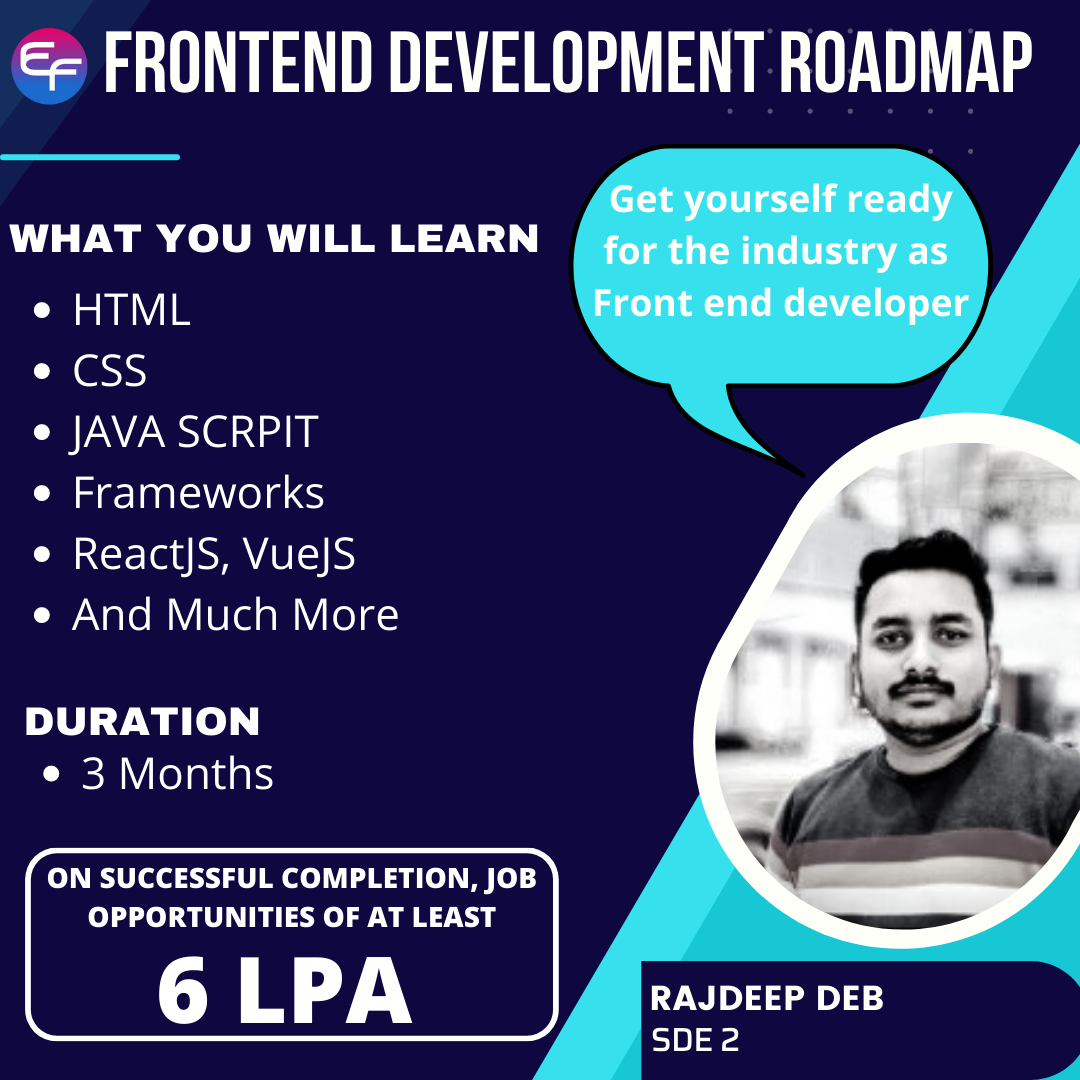 EF FRONTEND DEVELOPMENT ROADMAP
Get yourself ready
for the industry as
Front end developer
WHAT YOU WILL LEARN
HTML
CSS
JAVA SCRPIT
Frameworks
ReactJS, VueJS
And Much More
DURATION
3 Months
ON SUCCESSFUL COMPLETION, JOB
OPPORTUNITIES OF AT LEAST
6 LPA
RAJDEEP DEB
SDE 2